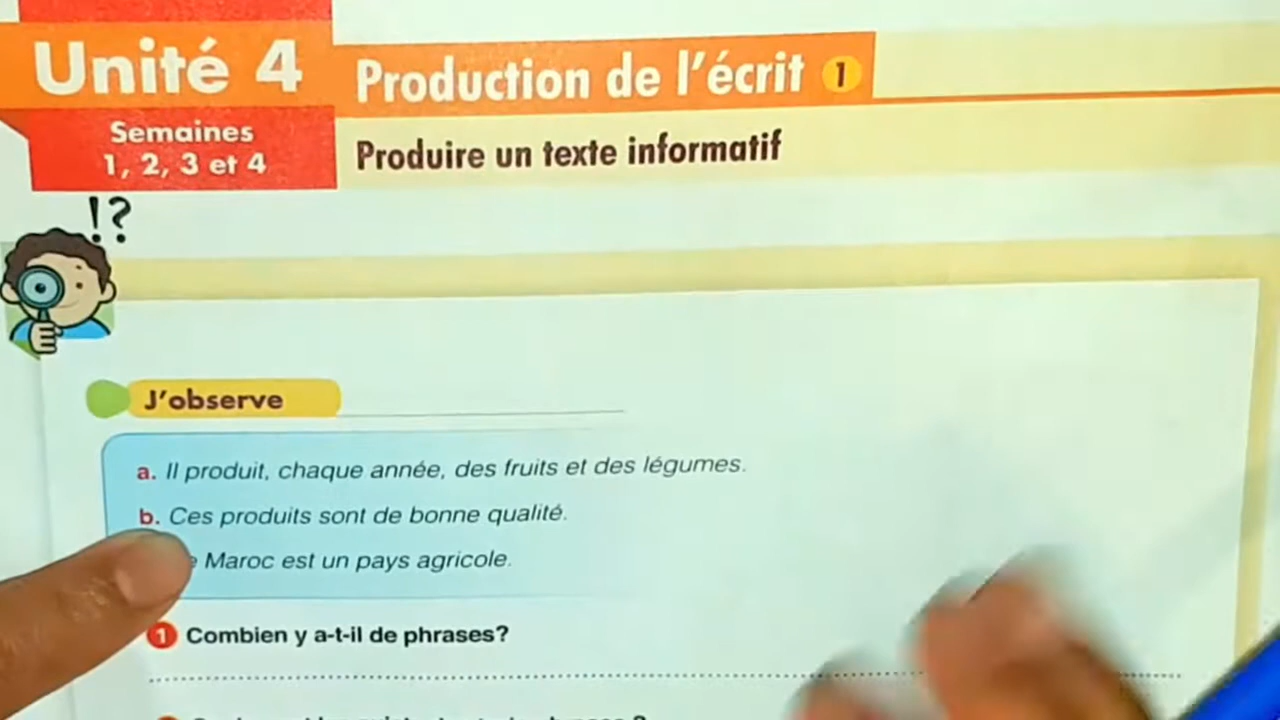 Unité 4
Production de l'écrit 1
Semaines
1, 2, 3 et 4
Produire un texte informatif
!?
J'observe
a. Il produit, chaque année, des fruits et des légumes.
b. Ces produits sont de bonne qualité.
Maroc est un pays agricole.
1 Combien y a-t-il de phrases?